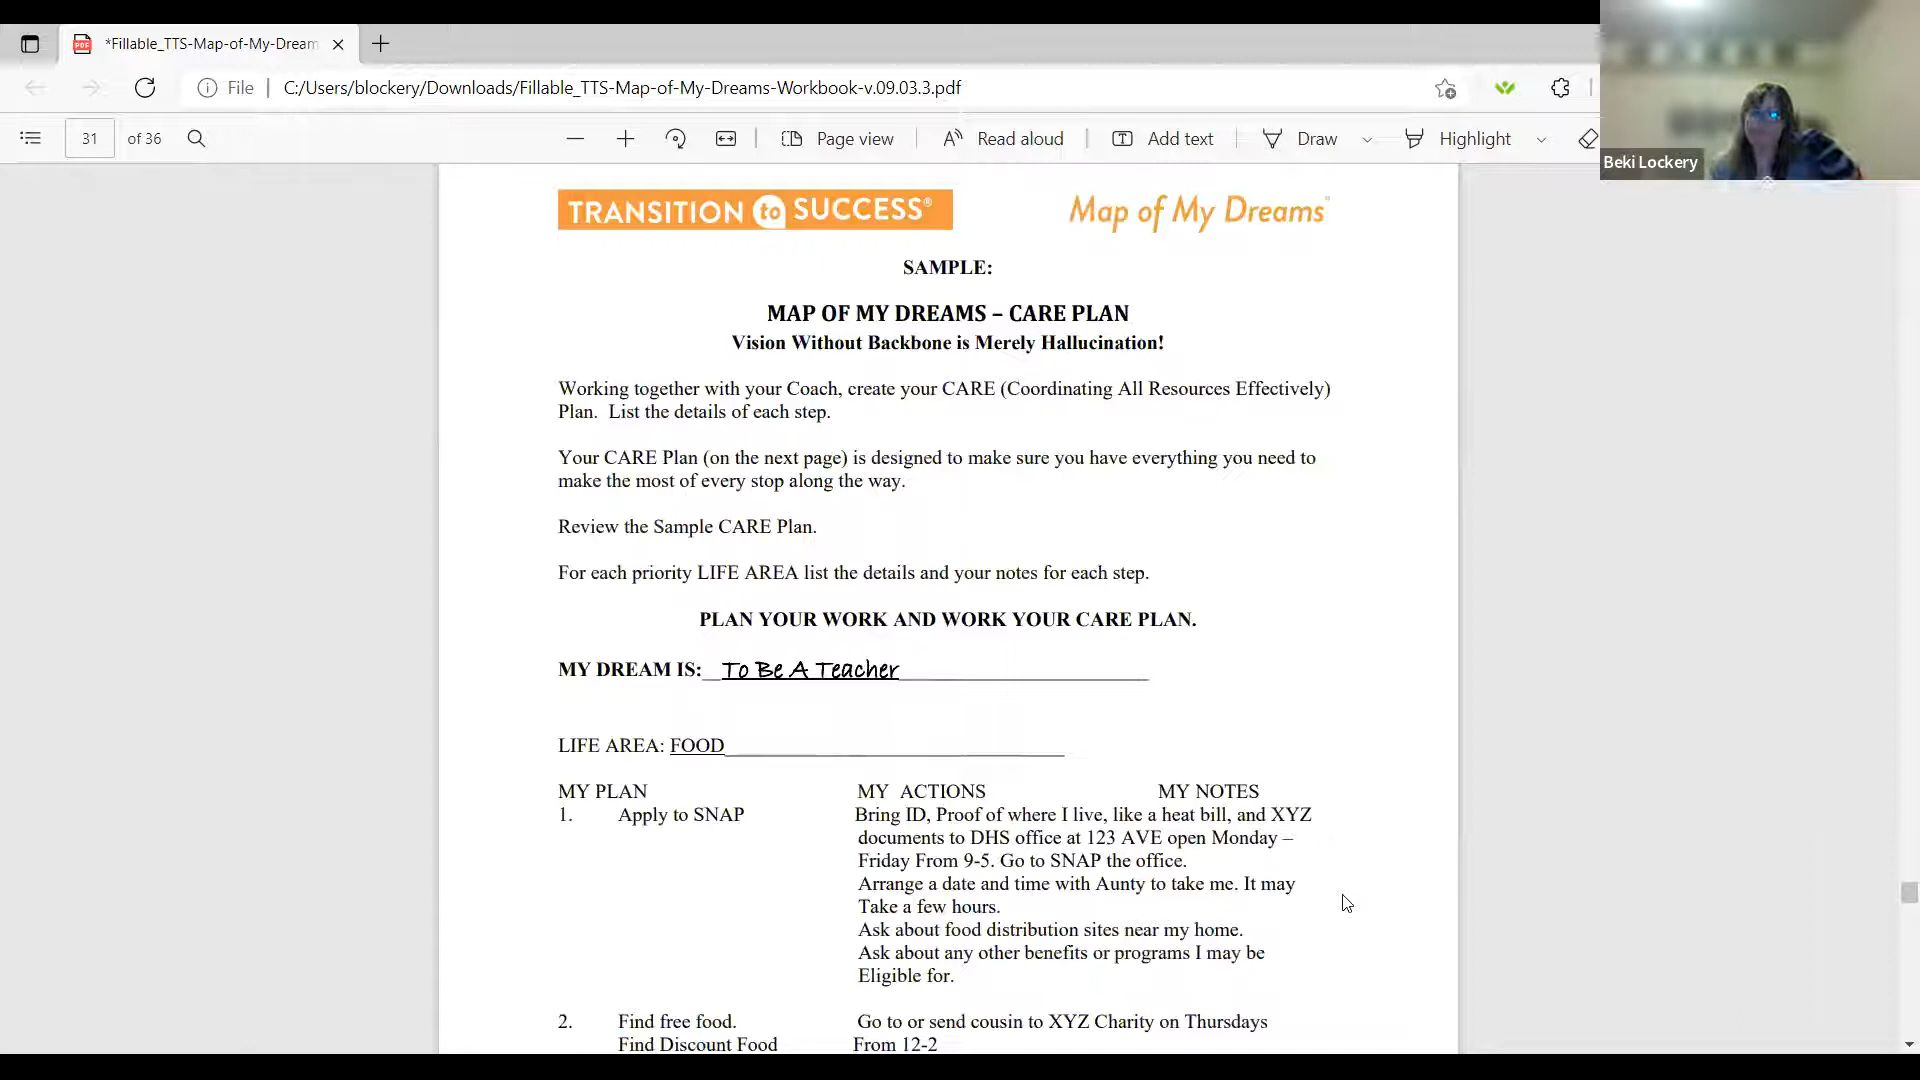 *Fillable_TTS-Map-of-My-Dream
File C:/Users/blockery/Downloads/Fillable_TTS-Map-of-My-Dreams-Workbook-v.09.03.3.pdf
31 of 36 Page view Read aloud Add text Draw Highlight
Beki Lockery
TRANSITION to SUCCESS® Map of My Dreams™
SAMPLE:
MAP OF MY DREAMS – CARE PLAN
Vision Without Backbone is Merely Hallucination!
Working together with your Coach, create your CARE (Coordinating All Resources Effectively)
Plan. List the details of each step.
Your CARE Plan (on the next page) is designed to make sure you have everything you need to
make the most of every stop along the way.
Review the Sample CARE Plan.
For each priority LIFE AREA list the details and your notes for each step.
PLAN YOUR WORK AND WORK YOUR CARE PLAN.
MY DREAM IS: To Be A Teacher
LIFE AREA: FOOD
MY PLAN MY ACTIONS MY NOTES
1. Apply to SNAP Bring ID, Proof of where I live, like a heat bill, and XYZ
documents to DHS office at 123 AVE open Monday –
Friday From 9-5. Go to SNAP the office.
Arrange a date and time with Aunty to take me. It may
Take a few hours.
Ask about food distribution sites near my home.
Ask about any other benefits or programs I may be
Eligible for.
2. Find free food. Go to or send cousin to XYZ Charity on Thursdays
Find Discount Food From 12-2